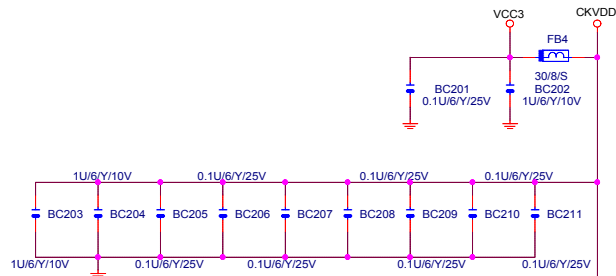 VCC3 CKVDD
FB4
30/8/S
BC201 BC202
0.1U/6/Y/25V 1U/6/Y/10V
1U/6/Y/10V 0.1U/6/Y/25V 0.1U/6/Y/25V 0.1U/6/Y/25V
BC203 BC204 BC205 BC206 BC207 BC208 BC209 BC210 BC211
1U/6/Y/10V 0.1U/6/Y/25V 0.1U/6/Y/25V 0.1U/6/Y/25V 0.1U/6/Y/25V